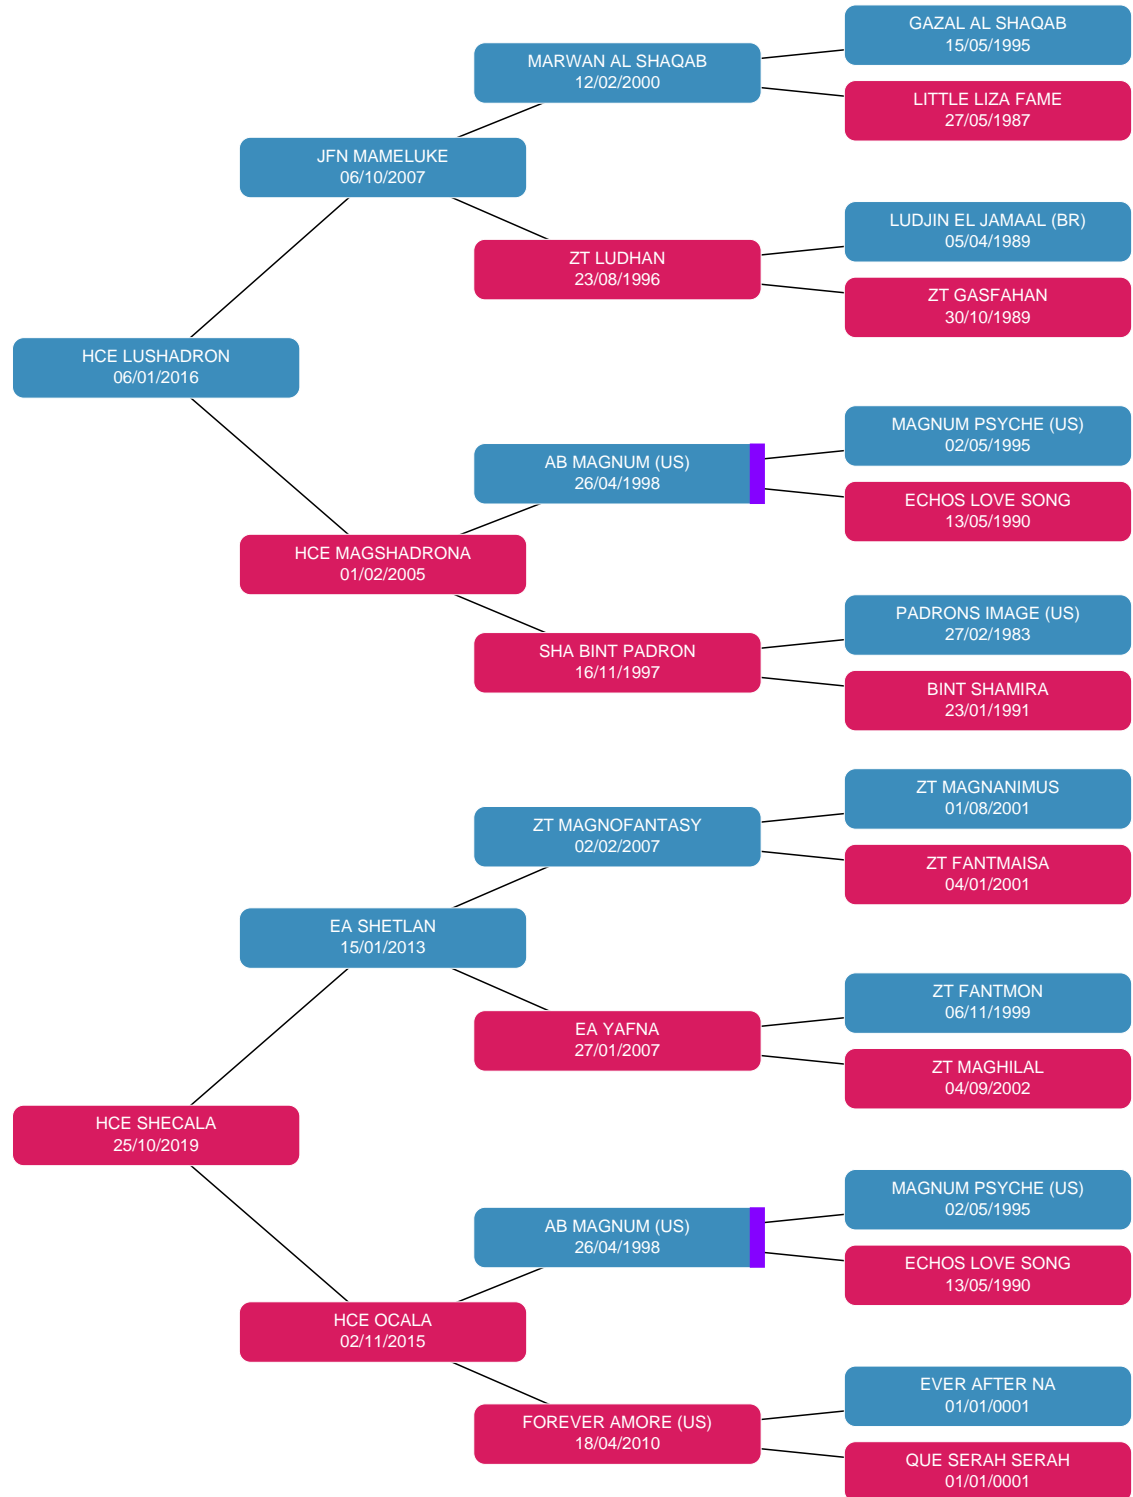 GAZAL AL SHAQAB
15/05/1995
MARWAN AL SHAQAB
12/02/2000
LITTLE LIZA FAME
27/05/1987
JFN MAMELUKE
06/10/2007
LUDJIN EL JAMAAL (BR)
05/04/1989
ZT LUDHAN
23/08/1996
ZT GASFAHAN
30/10/1989
HCE LUSHADRON
06/01/2016
MAGNUM PSYCHE (US)
02/05/1995
AB MAGNUM (US)
26/04/1998
ECHOS LOVE SONG
13/05/1990
HCE MAGSHADRONA
01/02/2005
PADRONS IMAGE (US)
27/02/1983
SHA BINT PADRON
16/11/1997
BINT SHAMIRA
23/01/1991
ZT MAGNANIMUS
01/08/2001
ZT MAGNOFANTASY
02/02/2007
ZT FANTMAISA
04/01/2001
EA SHETLAN
15/01/2013
ZT FANTMON
06/11/1999
EA YAFNA
27/01/2007
ZT MAGHILAL
04/09/2002
HCE SHECALA
25/10/2019
MAGNUM PSYCHE (US)
02/05/1995
AB MAGNUM (US)
26/04/1998
ECHOS LOVE SONG
13/05/1990
HCE OCALA
02/11/2015
EVER AFTER NA
01/01/0001
FOREVER AMORE (US)
18/04/2010
QUE SERAH SERAH
01/01/0001